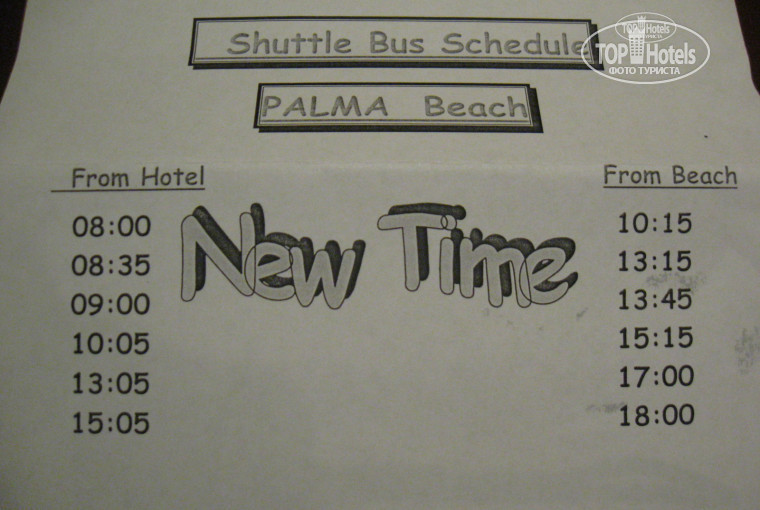 Shuttle Bus Schedule
TOP Hotels
Hotels
ТУРИСТА
ФОТО ТУРИСТА
PALMA Beach
From Hotel
From Beach
New Time
08:00
10:15
08:35
13:15
09:00
13:45
10:05
15:15
13:05
17:00
15:05
18:00